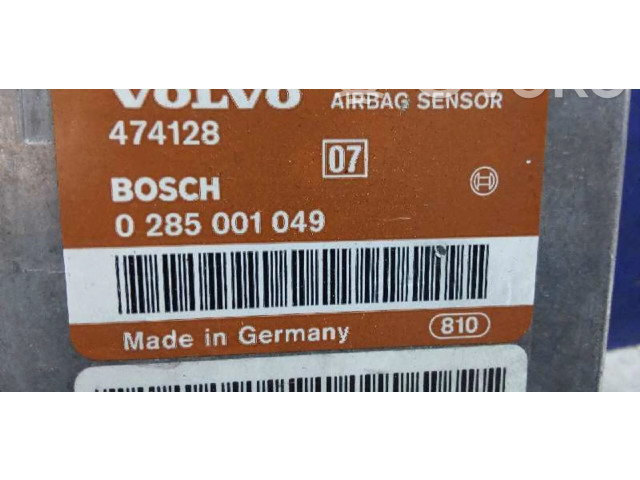 VOLVO AIRBAG SENSOR
474128
07
BOSCH
0 285 001 049
Made in Germany 810